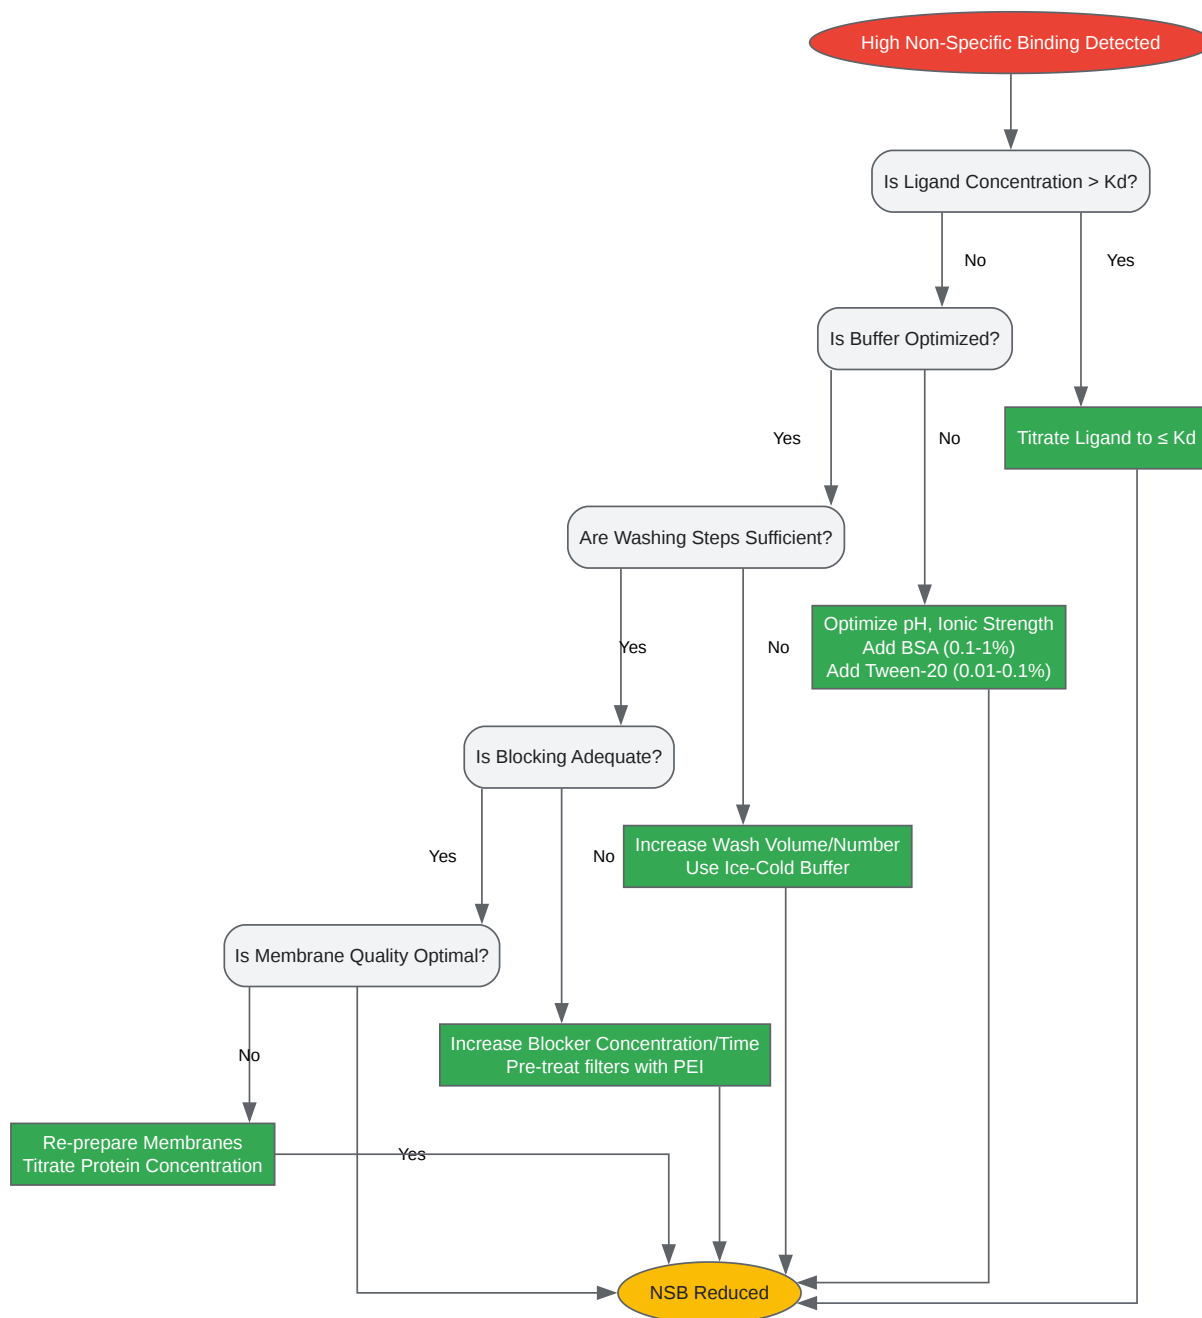 High Non-Specific Binding Detected
Is Ligand Concentration > Kd?
No
Yes
Is Buffer Optimized?
Yes
No
Titrate Ligand to ≤ Kd
Are Washing Steps Sufficient?
Optimize pH, Ionic Strength
Add BSA (0.1-1%)
Add Tween-20 (0.01-0.1%)
Yes
No
Is Blocking Adequate?
Yes
No
Increase Wash Volume/Number
Use Ice-Cold Buffer
Is Membrane Quality Optimal?
No
Increase Blocker Concentration/Time
Pre-treat filters with PEI
Re-prepare Membranes
Titrate Protein Concentration
Yes
NSB Reduced